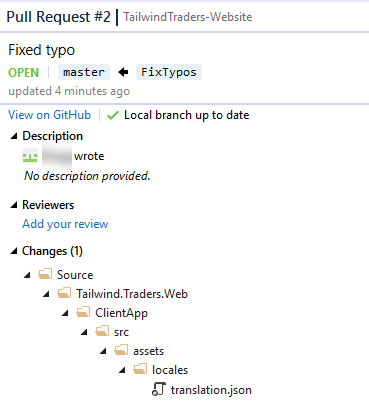 Pull Request #2 TailwindTraders-Website
Fixed typo
OPEN master FixTypos
updated 4 minutes ago
View on GitHub Local branch up to date
Description
wrote
No description provided.
Reviewers
Add your review
Changes (1)
Source
Tailwind.Traders.Web
ClientApp
src
assets
locales
translation.json